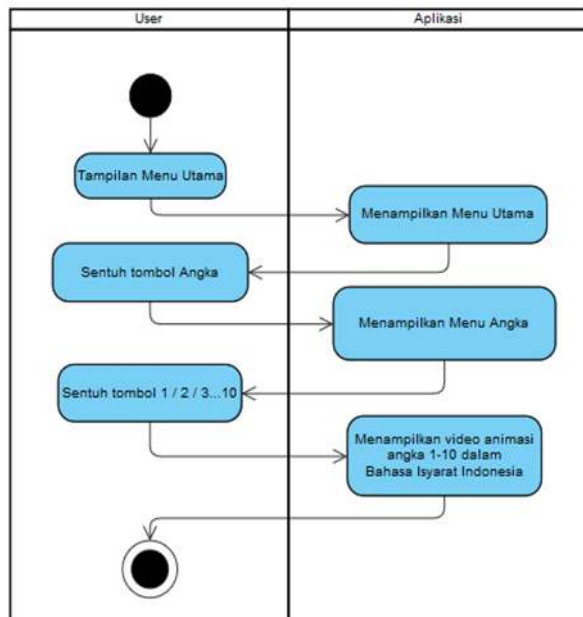 User
Aplikasi
Tampilan Menu Utama
Menampilkan Menu Utama
Sentuh tombol Angka
Menampilkan Menu Angka
Sentuh tombol 1 / 2 / 3...10
Menampilkan video animasi
angka 1-10 dalam
Bahasa Isyarat Indonesia